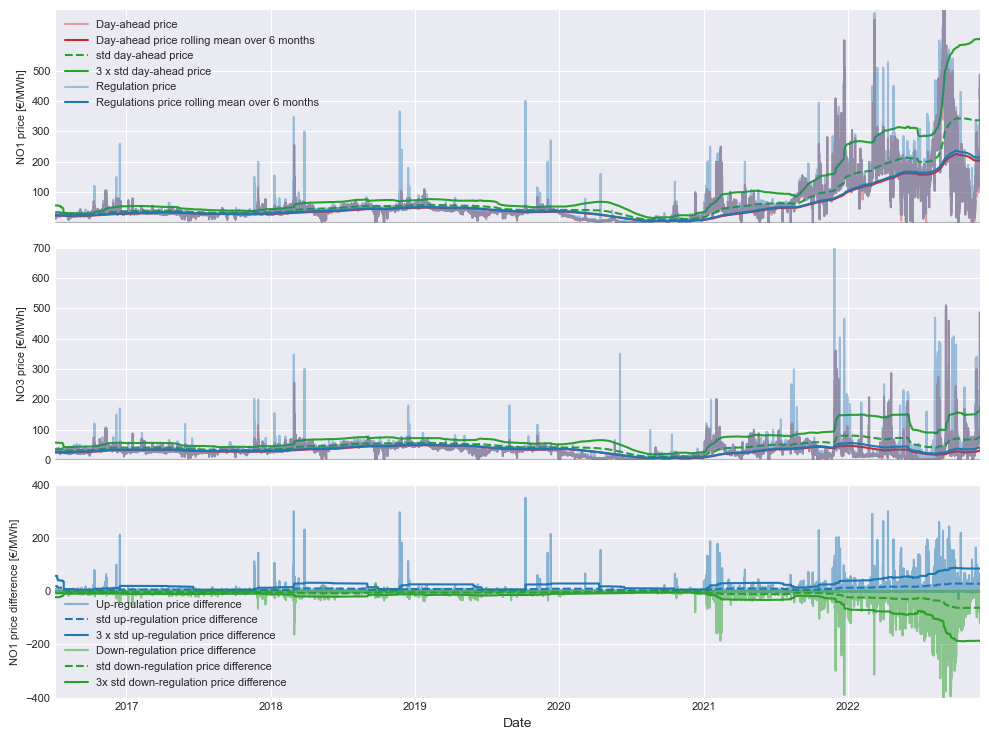 Day-ahead price
Day-ahead price rolling mean over 6 months
std day-ahead price
3 x std day-ahead price
Regulation price
Regulations price rolling mean over 6 months
NO1 price [€/MWh]
500
400
300
200
100
NO3 price [€/MWh]
700
600
500
400
300
200
100
0
NO1 price difference [€/MWh]
400
200
0
−200
−400
Up-regulation price difference
std up-regulation price difference
3 x std up-regulation price difference
Down-regulation price difference
std down-regulation price difference
3x std down-regulation price difference
2017 2018 2019 2020 2021 2022
Date